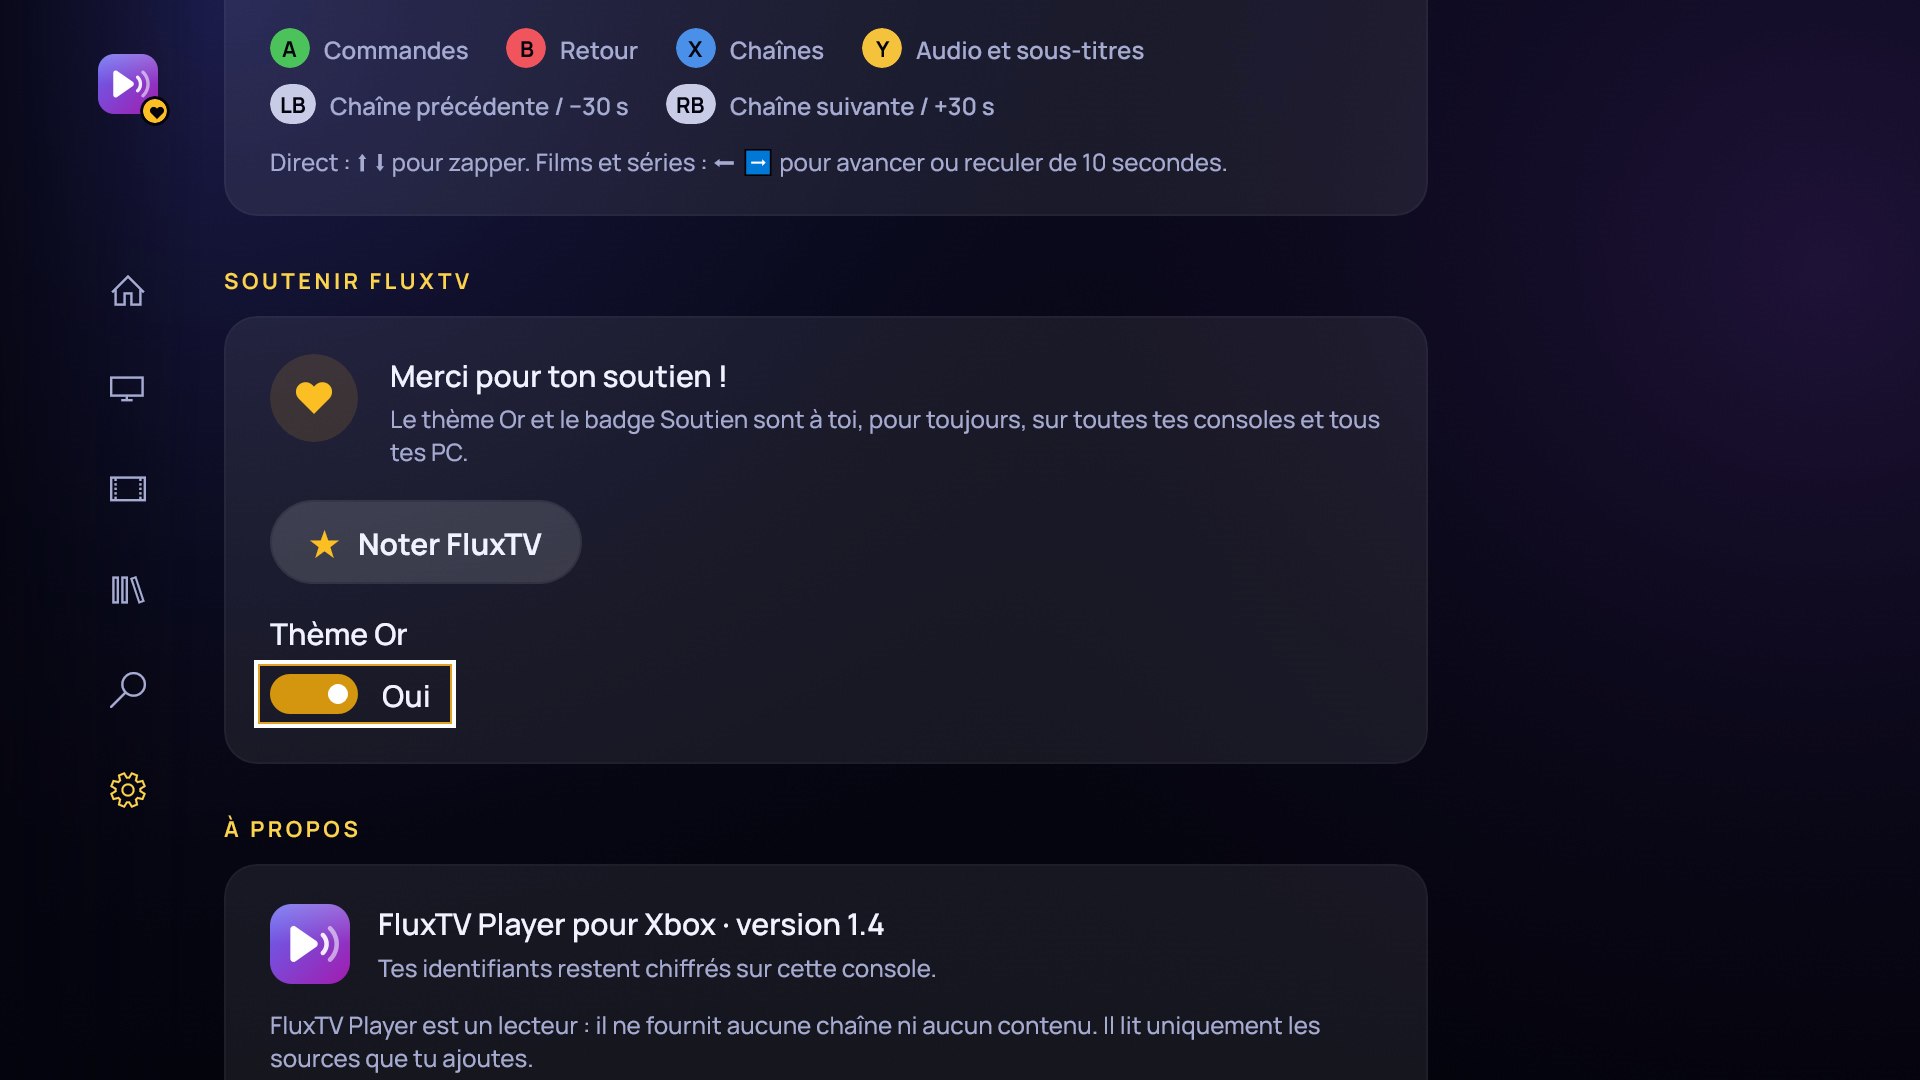 A Commandes B Retour X Chaînes Y Audio et sous-titres
LB Chaîne précédente / −30 s RB Chaîne suivante / +30 s
Direct : ⬆ ⬇ pour zapper. Films et séries : ⬅ ➡ pour avancer ou reculer de 10 secondes.
SOUTENIR FLUXTV
Merci pour ton soutien !
Le thème Or et le badge Soutien sont à toi, pour toujours, sur toutes tes consoles et tous
tes PC.
Noter FluxTV
Thème Or
Oui
À PROPOS
FluxTV Player pour Xbox · version 1.4
Tes identifiants restent chiffrés sur cette console.
FluxTV Player est un lecteur : il ne fournit aucune chaîne ni aucun contenu. Il lit uniquement les
sources que tu ajoutes.